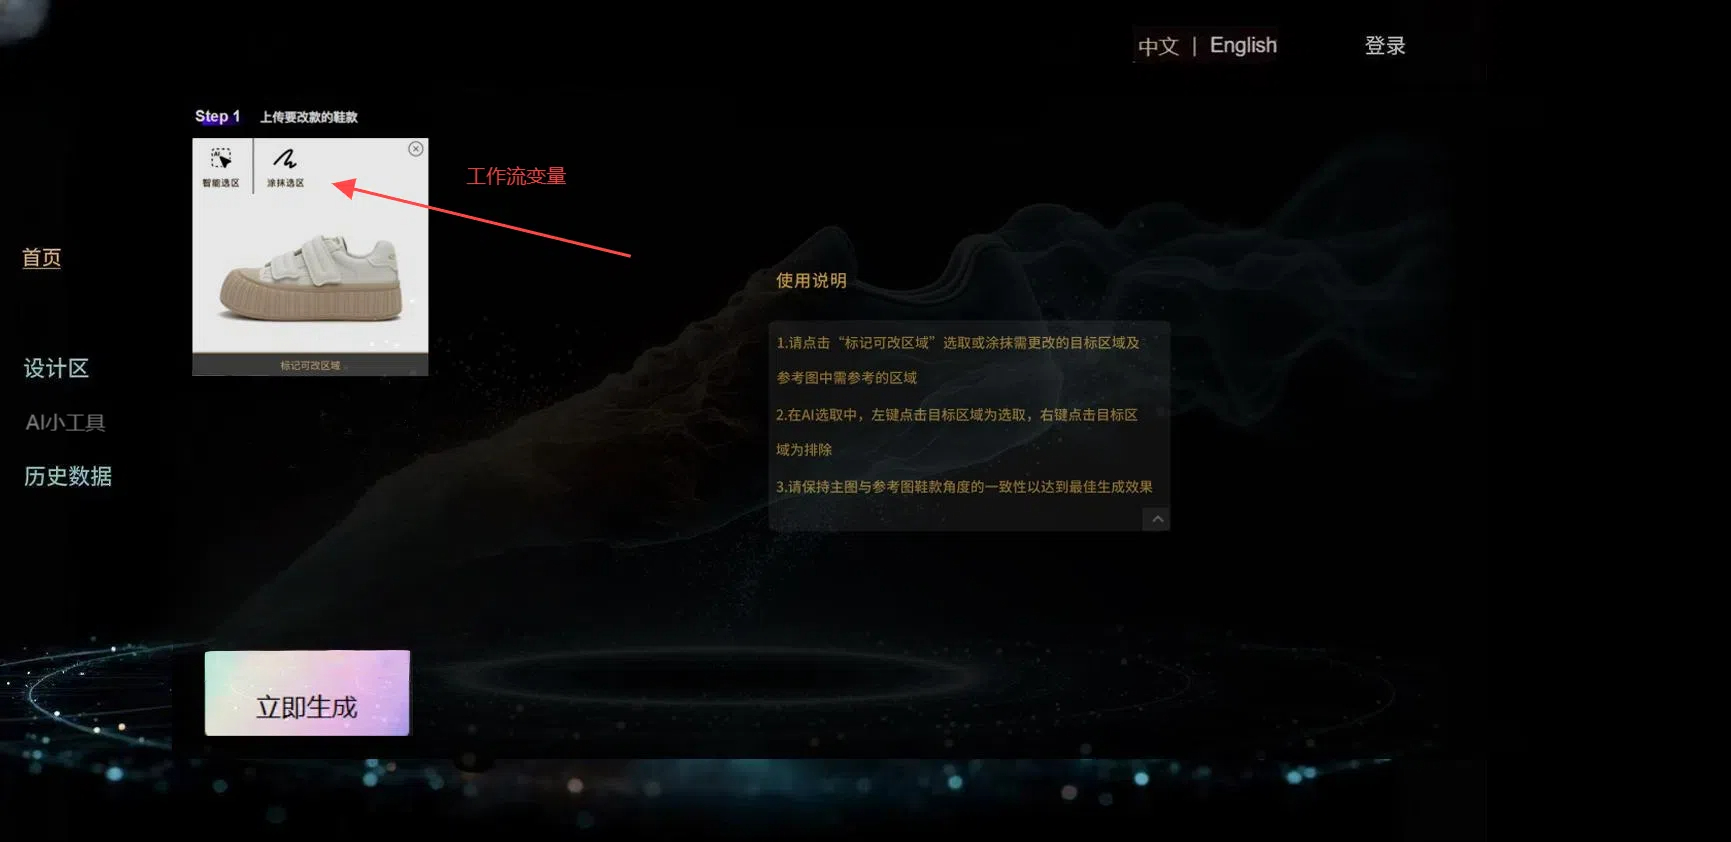 中文 | English
登录
Step 1 上传要改款的鞋款
智能选区
涂抹选区
工作流变量
标记可改区域
首页
设计区
AI小工具
历史数据
使用说明
1.请点击“标记可改区域”选取或涂抹需更改的目标区域及
参考图中需参考的区域
2.在AI选取中，左键点击目标区域为选取，右键点击目标区
域为排除
3.请保持主图与参考图鞋款角度的一致性以达到最佳生成效果
立即生成